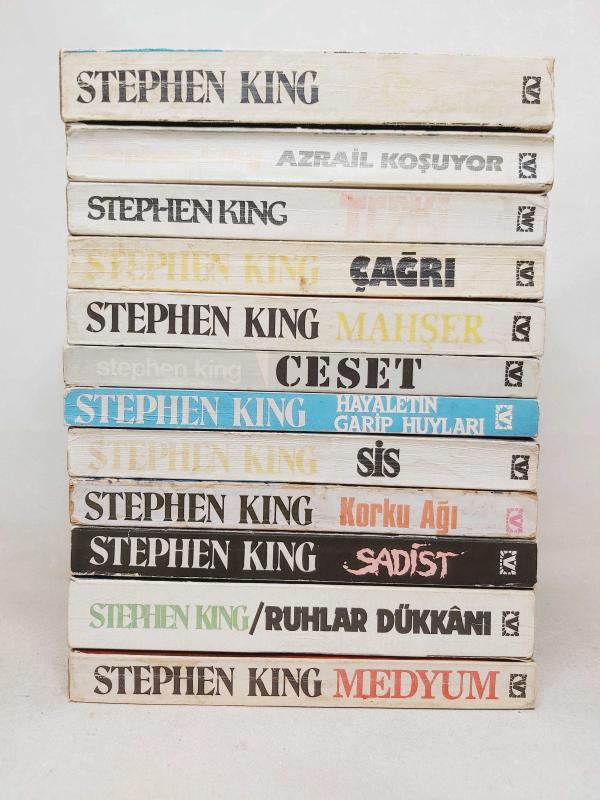 STEPHEN KING
AZRAİL KOŞUYOR
STEPHEN KING
STEPHEN KING ÇAĞRI
STEPHEN KING MAHŞER
stephen king CESET
STEPHEN KING HAYALETİN
GARİP HUYLARI
STEPHEN KING SİS
STEPHEN KING Korku Ağı
STEPHEN KING SADİST
STEPHEN KING/RUHLAR DÜKKÂNI
STEPHEN KING MEDYUM